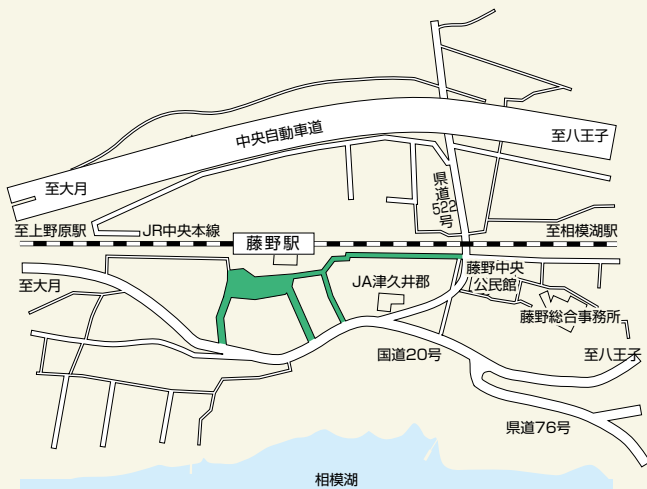 中央自動車道
至八王子
至大月
県道
522
号
至上野原駅
JR中央本線
藤野駅
至相模湖駅
至大月
JA津久井郡
藤野中央
公民館
藤野総合事務所
国道20号
至八王子
県道76号
相模湖